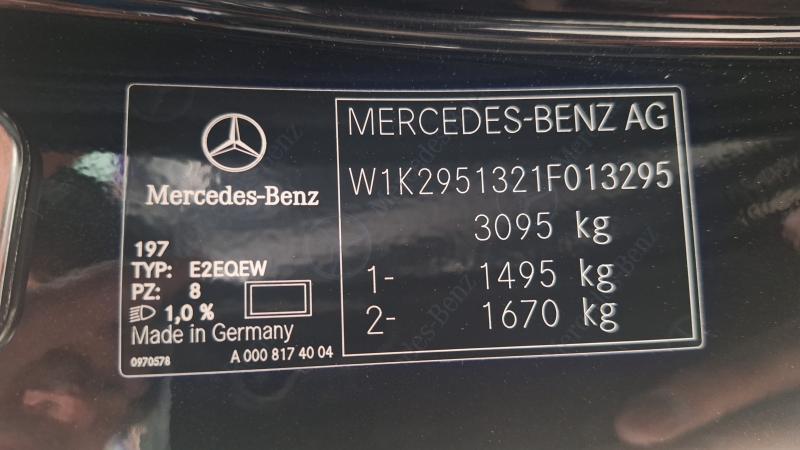 Mercedes-Benz
197
TYP: E2EQEW
PZ: 8
1,0 %
Made in Germany
0970578 A 000 817 40 04
MERCEDES-BENZ AG
W1K2951321F013295
3095 kg
1- 1495 kg
2- 1670 kg